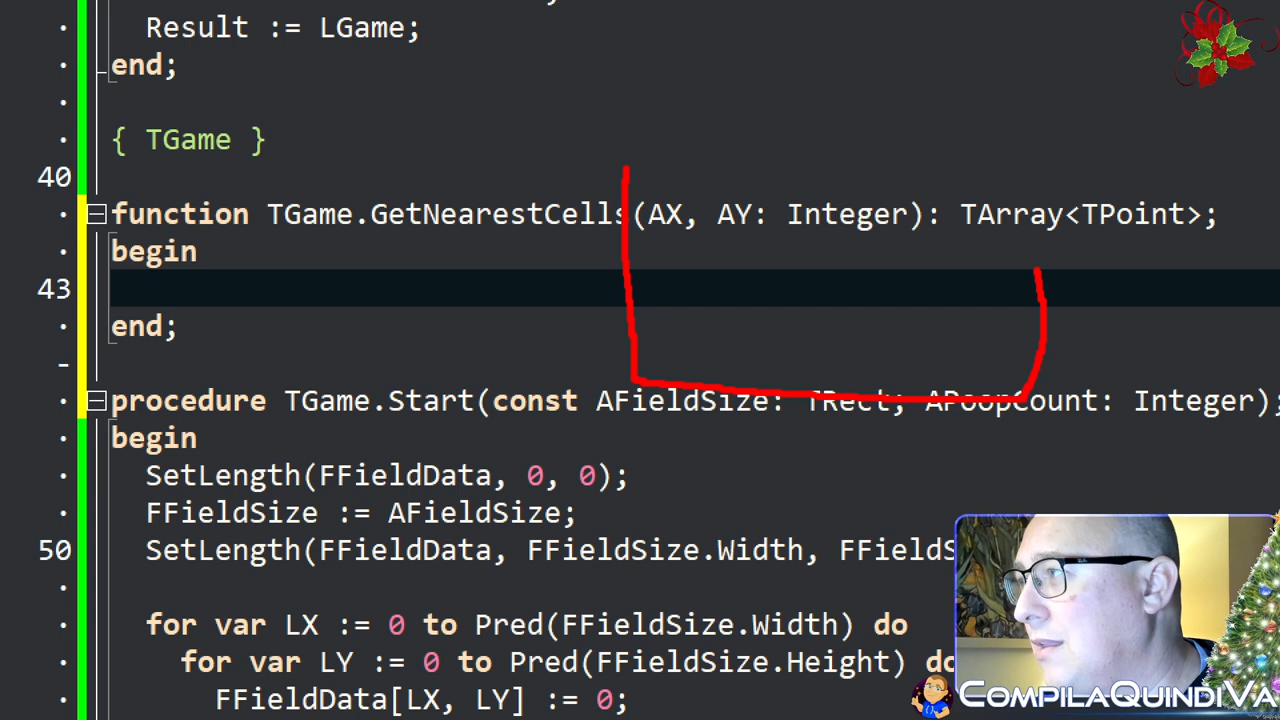 Result := LGame;
end;
{ TGame }
40
function TGame.GetNearestCells(AX, AY: Integer): TArray<TPoint>;
begin
43
end;
procedure TGame.Start(const AFieldSize: TRect; APoopCount: Integer);
begin
SetLength(FFieldData, 0, 0);
FFieldSize := AFieldSize;
50 SetLength(FFieldData, FFieldSize.Width,
for var LX := 0 to Pred(FFieldSize.Width) do
for var LY := 0 to Pred(FFieldSize.Height) do
FFieldData[LX, LY] := 0;
COMPILAQUINDIVA